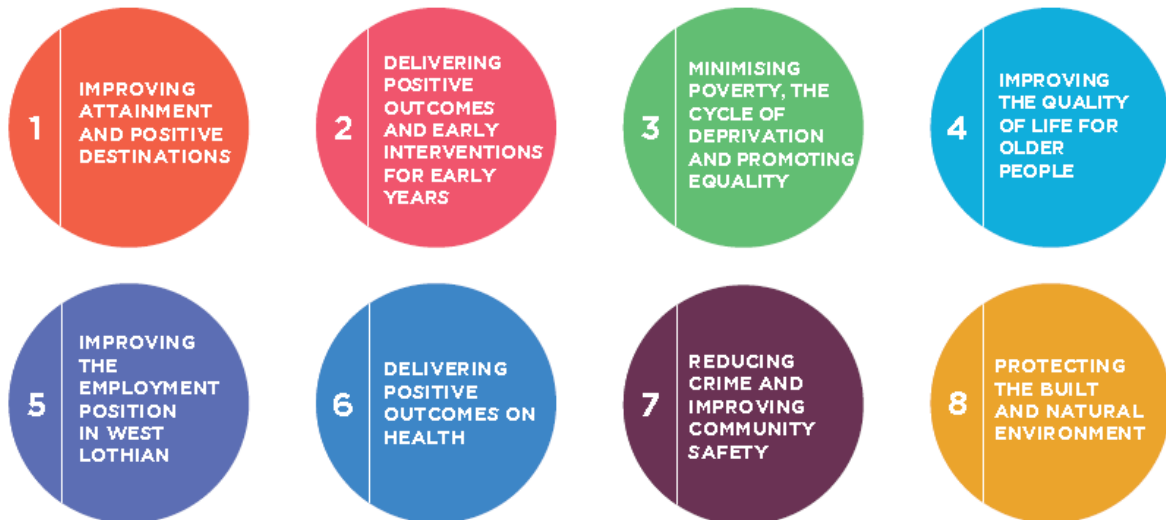 1
IMPROVING
ATTAINMENT
AND POSITIVE
DESTINATIONS
2
DELIVERING
POSITIVE
OUTCOMES
AND EARLY
INTERVENTIONS
FOR EARLY
YEARS
3
MINIMISING
POVERTY, THE
CYCLE OF
DEPRIVATION
AND PROMOTING
EQUALITY
4
IMPROVING
THE QUALITY
OF LIFE FOR
OLDER
PEOPLE
5
IMPROVING
THE
EMPLOYMENT
POSITION
IN WEST
LOTHIAN
6
DELIVERING
POSITIVE
OUTCOMES ON
HEALTH
7
REDUCING
CRIME AND
IMPROVING
COMMUNITY
SAFETY
8
PROTECTING
THE BUILT
AND NATURAL
ENVIRONMENT